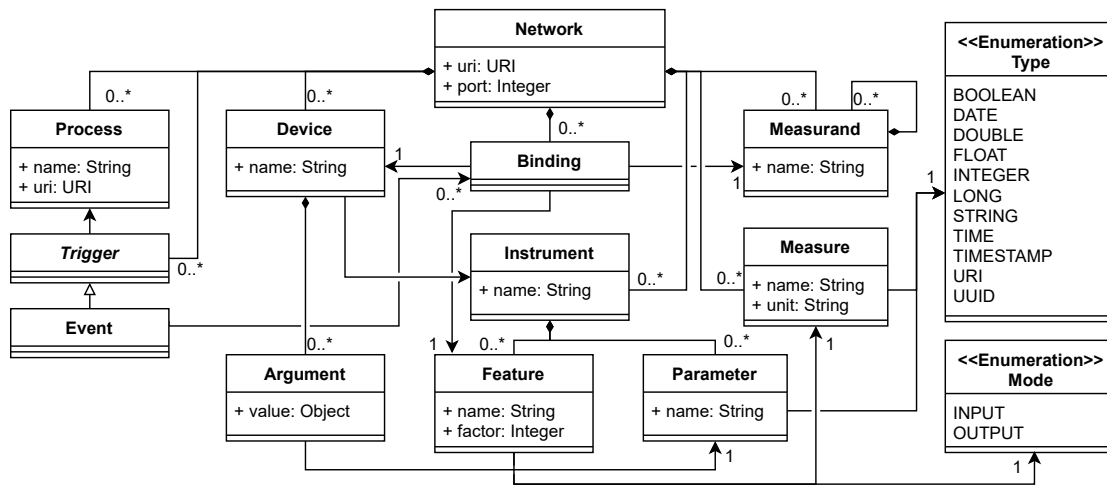 Network
+ uri: URI
+ port: Integer
<<Enumeration>>
Type
BOOLEAN
DATE
DOUBLE
FLOAT
INTEGER
LONG
STRING
TIME
TIMESTAMP
URI
UUID
0..*
0..*
0..*
0..*
0..*
Process
+ name: String
+ uri: URI
Device
+ name: String
Binding
Measurand
+ name: String
1
0..*
1
1
Trigger
0..*
Instrument
+ name: String
0..*
0..*
Measure
+ name: String
+ unit: String
Event
0..*
1
0..*
0..*
1
Argument
+ value: Object
Feature
+ name: String
+ factor: Integer
Parameter
+ name: String
<<Enumeration>>
Mode
INPUT
OUTPUT
1
1